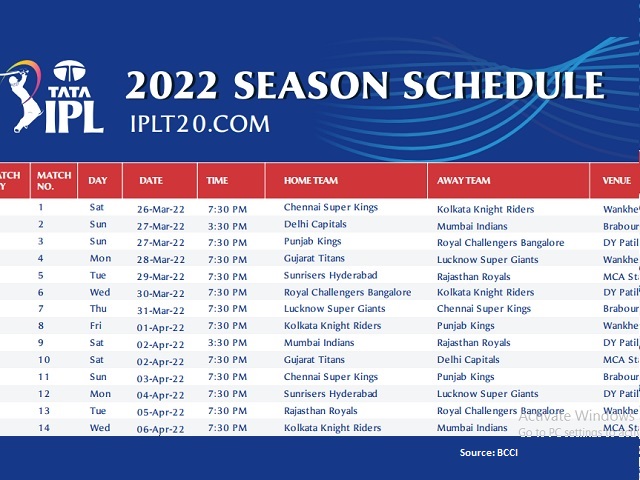 TATA
IPL
2022 SEASON SCHEDULE
IPLT20.COM
ATCH MATCH DAY DATE TIME HOME TEAM AWAY TEAM VENUE
Y NO.
1 Sat 26-Mar-22 7:30 PM Chennai Super Kings Kolkata Knight Riders Wankhe
2 Sun 27-Mar-22 3:30 PM Delhi Capitals Mumbai Indians Brabour
3 Sun 27-Mar-22 7:30 PM Punjab Kings Royal Challengers Bangalore DY Patil
4 Mon 28-Mar-22 7:30 PM Gujarat Titans Lucknow Super Giants Wankhe
5 Tue 29-Mar-22 7:30 PM Sunrisers Hyderabad Rajasthan Royals MCA St
6 Wed 30-Mar-22 7:30 PM Royal Challengers Bangalore Kolkata Knight Riders DY Patil
7 Thu 31-Mar-22 7:30 PM Lucknow Super Giants Chennai Super Kings Brabour
8 Fri 01-Apr-22 7:30 PM Kolkata Knight Riders Punjab Kings Wankhe
9 Sat 02-Apr-22 3:30 PM Mumbai Indians Rajasthan Royals DY Patil
10 Sat 02-Apr-22 7:30 PM Gujarat Titans Delhi Capitals MCA St
11 Sun 03-Apr-22 7:30 PM Chennai Super Kings Punjab Kings Brabour
12 Mon 04-Apr-22 7:30 PM Sunrisers Hyderabad Lucknow Super Giants DY Patil
13 Tue 05-Apr-22 7:30 PM Rajasthan Royals Royal Challengers Bangalore Wankhe
14 Wed 06-Apr-22 7:30 PM Kolkata Knight Riders Mumbai Indians MCA St
Activate Windows
Go to PC settings to
Source: BCCI